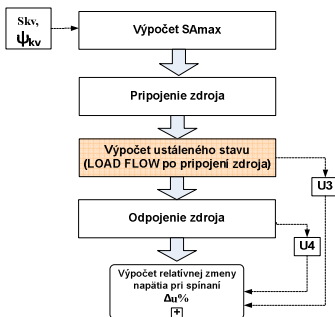 Skv,
ψkv
Výpočet SAmax
Pripojenie zdroja
Výpočet ustáleného stavu
(LOAD FLOW po pripojení zdroja)
U3
Odpojenie zdroja
U4
Výpočet relatívnej zmeny
napätia pri spínaní
Δu%
+